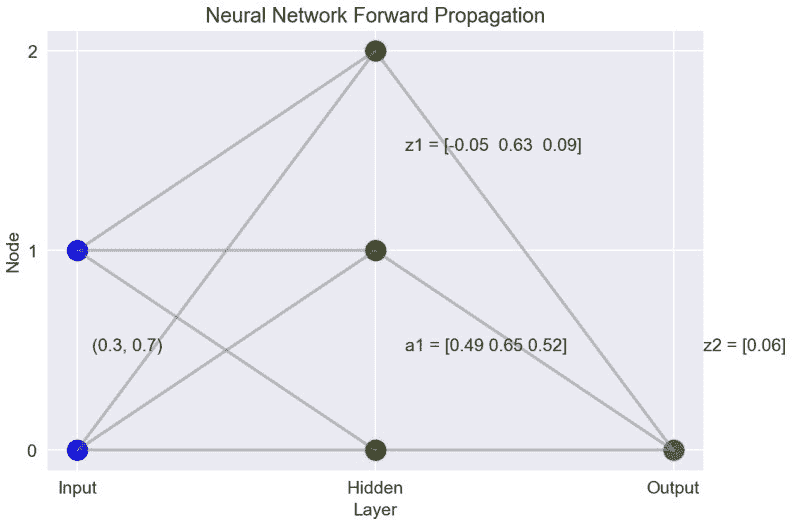 Neural Network Forward Propagation
2
z1 = [-0.05  0.63  0.09]
Node
1
(0.3, 0.7)
a1 = [0.49 0.65 0.52]
z2 = [0.06]
0
Input
Hidden
Output
Layer